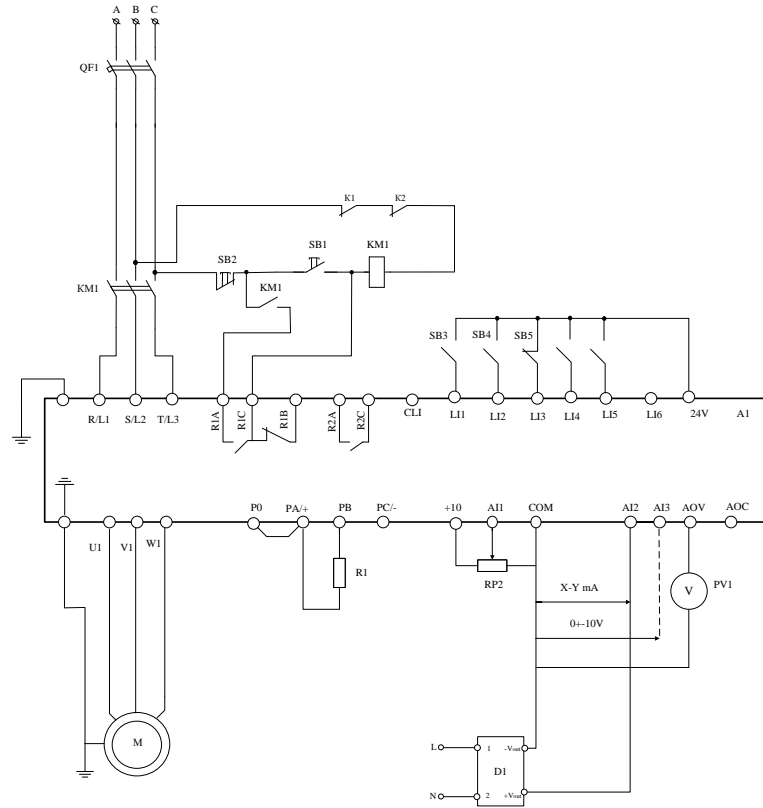 A B C
QF1
K1 K2
SB2 SB1 KM1
KM1 KM1
SB3 SB4 SB5
R/L1 S/L2 T/L3 R1A R1C R1B R2A R2C CLI LI1 LI2 LI3 LI4 LI5 LI6 24V A1
P0 PA/+ PB PC/- +10 AI1 COM AI2 AI3 AOV AOC
U1 V1 W1
R1 RP2 V PV1
X-Y mA
0+-10V
M
L 1 -Vout
D1
N 2 +Vout